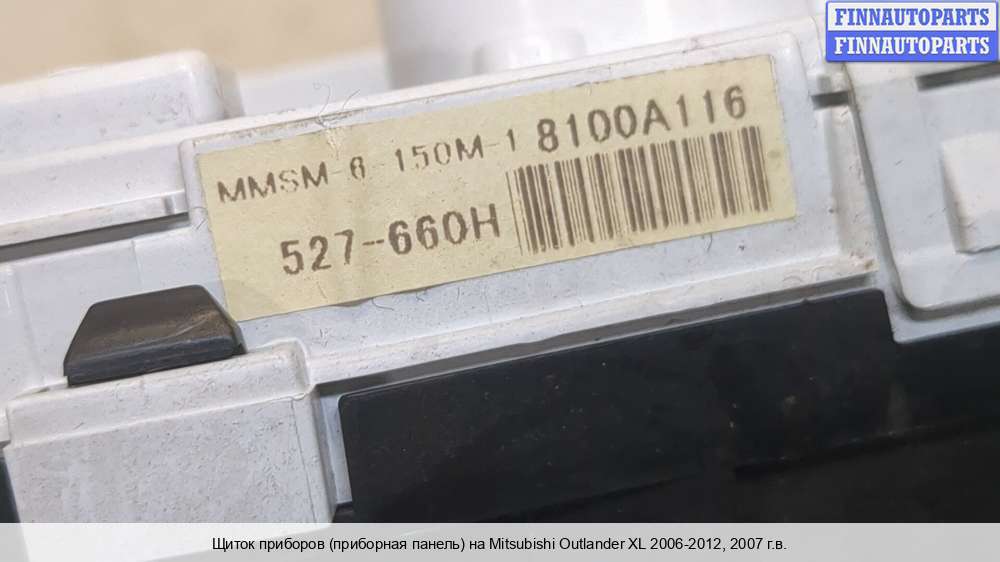 FINNAUTOPARTS
FINNAUTOPARTS
MMSM-6-150M-1 8100A116
527-660H
Щиток приборов (приборная панель) на Mitsubishi Outlander XL 2006-2012, 2007 г.в.